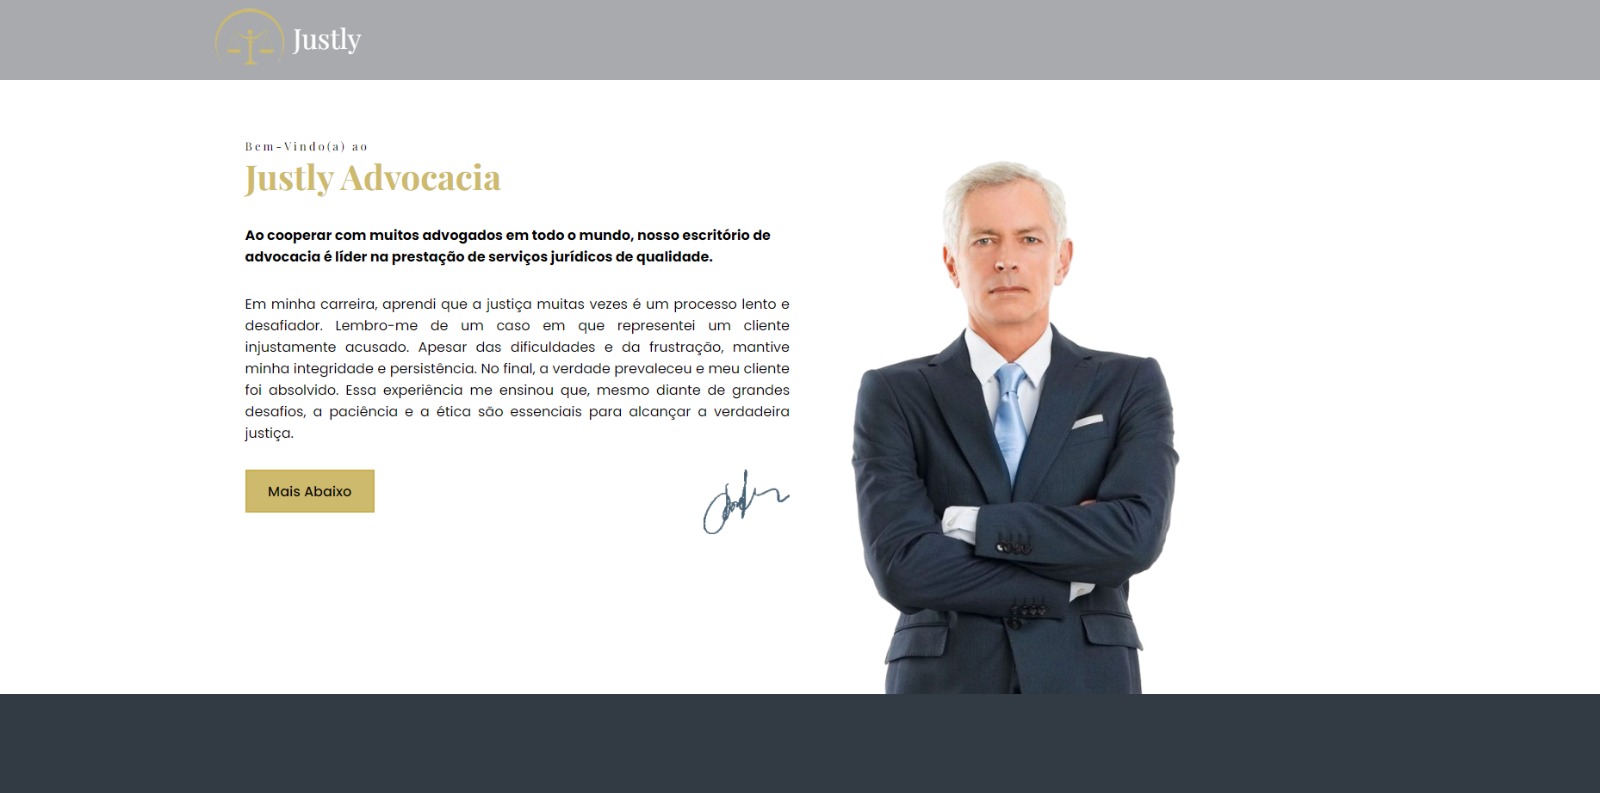 Justly
Bem-Vindo(a) ao
Justly Advocacia
Ao cooperar com muitos advogados em todo o mundo, nosso escritório de
advocacia é líder na prestação de serviços jurídicos de qualidade.
Em minha carreira, aprendi que a justiça muitas vezes é um processo lento e
desafiador. Lembro-me de um caso em que representei um cliente
injustamente acusado. Apesar das dificuldades e da frustração, mantive
minha integridade e persistência. No final, a verdade prevaleceu e meu cliente
foi absolvido. Essa experiência me ensinou que, mesmo diante de grandes
desafios, a paciência e a ética são essenciais para alcançar a verdadeira
justiça.
Mais Abaixo